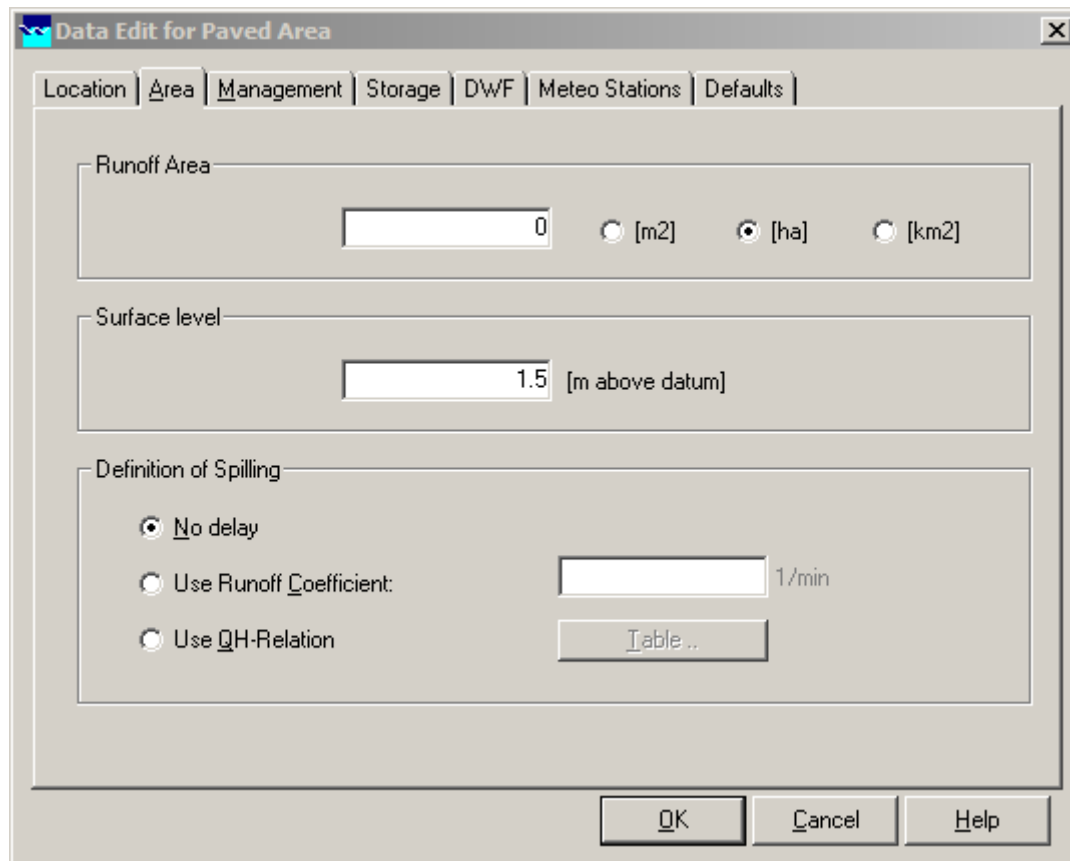 Data Edit for Paved Area
Location Area Management Storage DWF Meteo Stations Defaults
Runoff Area
0 [m2] [ha] [km2]
Surface level
1.5 [m above datum]
Definition of Spilling
No delay
Use Runoff Coefficient: 1/min
Use QH-Relation Table ..
OK Cancel Help